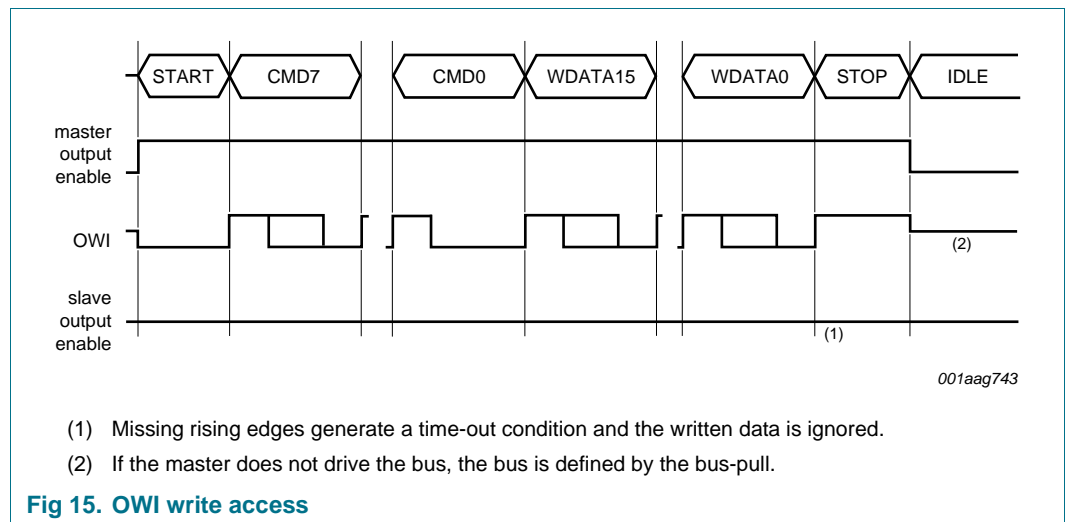 START CMD7 CMD0 WDATA15 WDATA0 STOP IDLE
master
output
enable
OWI
(2)
slave
output
enable
(1)
001aag743
(1) Missing rising edges generate a time-out condition and the written data is ignored.
(2) If the master does not drive the bus, the bus is defined by the bus-pull.
Fig 15. OWI write access